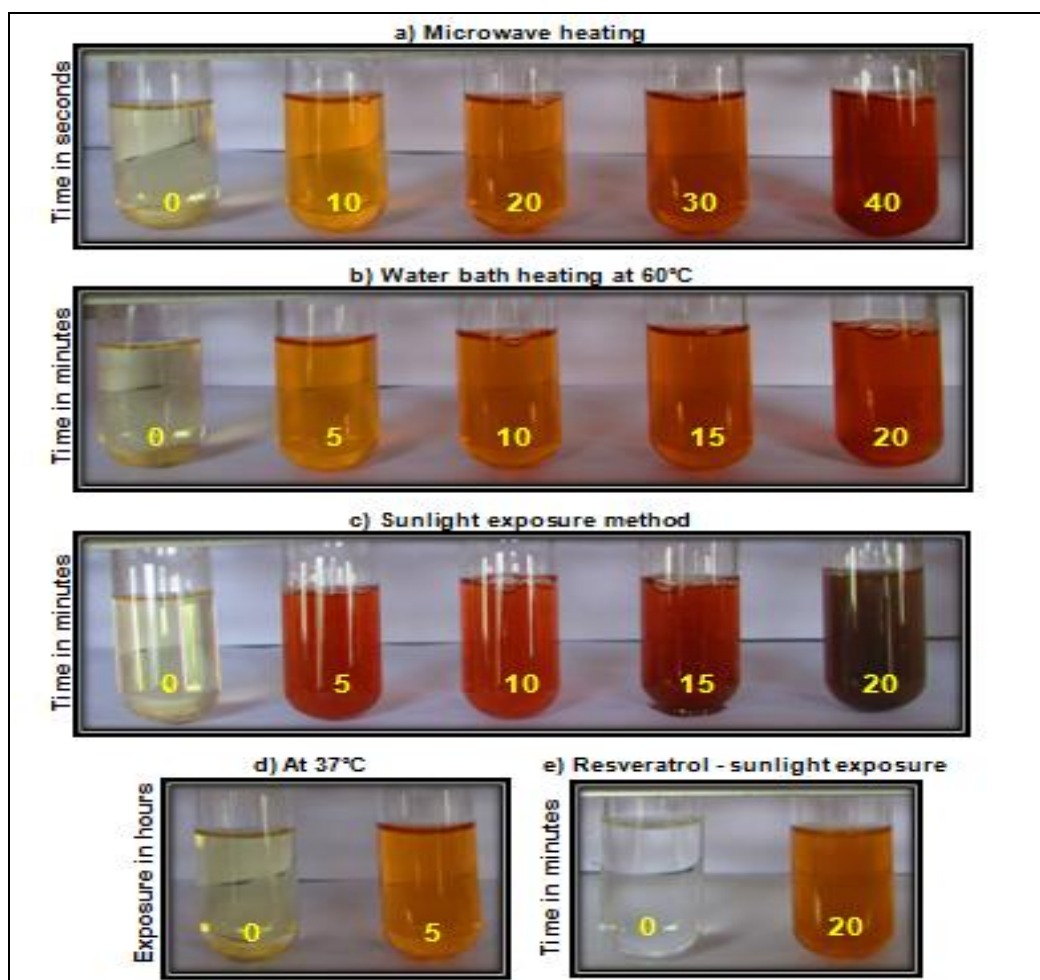 a) Microwave heating
Time in seconds
0 10 20 30 40
b) Water bath heating at 60°C
Time in minutes
0 5 10 15 20
c) Sunlight exposure method
Time in minutes
0 5 10 15 20
d) At 37°C
Exposure in hours
0 5
e) Resveratrol - sunlight exposure
Time in minutes
0 20